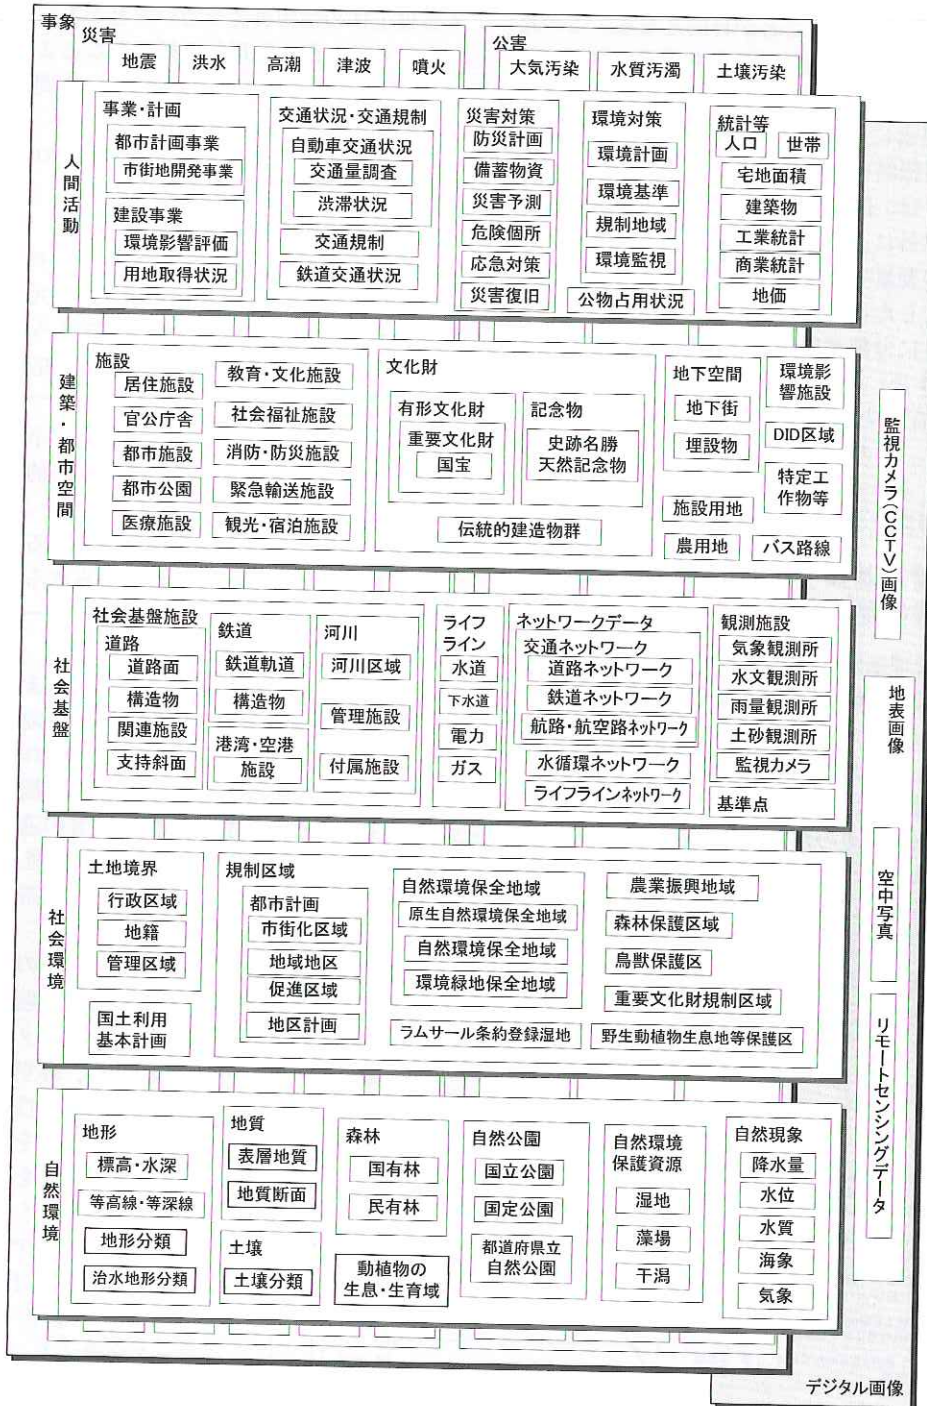 事象
災害
地震
洪水
高潮
津波
噴火
公害
大気汚染
水質汚濁
土壌汚染
人間活動
事業・計画
都市計画事業
市街地開発事業
建設事業
環境影響評価
用地取得状況
交通状況・交通規制
自動車交通状況
交通量調査
渋滞状況
交通規制
鉄道交通状況
災害対策
防災計画
備蓄物資
災害予測
危険個所
応急対策
災害復旧
環境対策
環境計画
環境基準
規制地域
環境監視
公物占用状況
統計等
人口
世帯
宅地面積
建築物
工業統計
商業統計
地価
建築・都市空間
施設
居住施設
官公庁舎
都市施設
都市公園
医療施設
教育・文化施設
社会福祉施設
消防・防災施設
緊急輸送施設
観光・宿泊施設
文化財
有形文化財
重要文化財
国宝
記念物
史跡名勝
天然記念物
伝統的建造物群
地下空間
地下街
埋設物
施設用地
農用地
環境影
響施設
DID区域
特定工
作物等
バス路線
社会基盤
社会基盤施設
道路
道路面
構造物
関連施設
支持斜面
鉄道
鉄道軌道
構造物
港湾・空港
施設
河川
河川区域
管理施設
付属施設
ライフ
ライン
水道
下水道
電力
ガス
ネットワークデータ
交通ネットワーク
道路ネットワーク
鉄道ネットワーク
航路・航空路ネットワーク
水循環ネットワーク
ライフラインネットワーク
観測施設
気象観測所
水文観測所
雨量観測所
土砂観測所
監視カメラ
基準点
社会環境
土地境界
行政区域
地籍
管理区域
国土利用
基本計画
規制区域
都市計画
市街化区域
地域地区
促進区域
地区計画
自然環境保全地域
原生自然環境保全地域
自然環境保全地域
環境緑地保全地域
ラムサール条約登録湿地
農業振興地域
森林保護区域
鳥獣保護区
重要文化財規制区域
野生動植物生息地等保護区
自然環境
地形
標高・水深
等高線・等深線
地形分類
治水地形分類
地質
表層地質
地質断面
土壌
土壌分類
森林
国有林
民有林
動植物の
生息・生育域
自然公園
国立公園
国定公園
都道府県立
自然公園
自然環境
保護資源
湿地
藻場
干潟
自然現象
降水量
水位
水質
海象
気象
監視カメラ(CCTV)画像
地表画像
空中写真
リモートセンシングデータ
デジタル画像